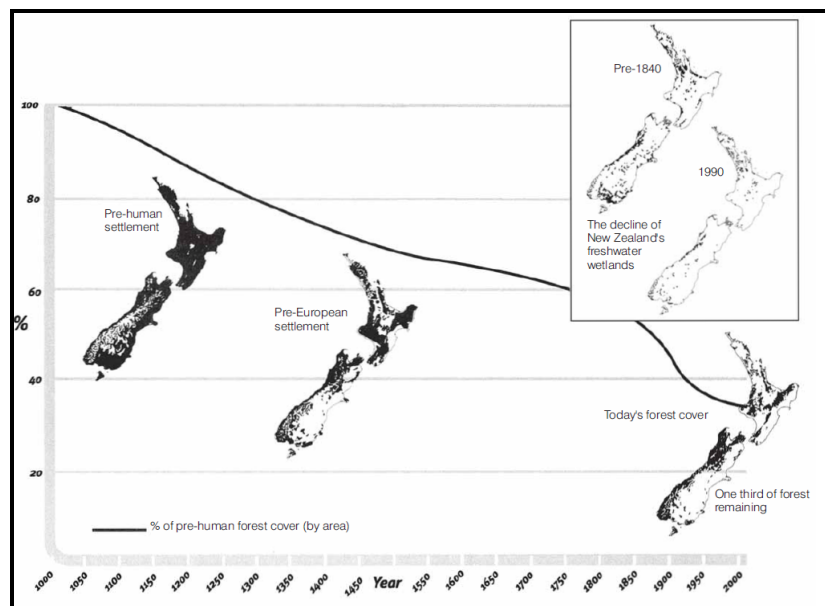 100
80
60
%
40
20
Pre-human
settlement
Pre-European
settlement
Today's forest cover
One third of forest
remaining
Pre-1840
1990
The decline of
New Zealand's
freshwater
wetlands
% of pre-human forest cover (by area)
1000 1050 1100 1150 1200 1250 1300 1350 1400 1450 Year 1550 1600 1650 1700 1750 1800 1850 1900 1950 2000